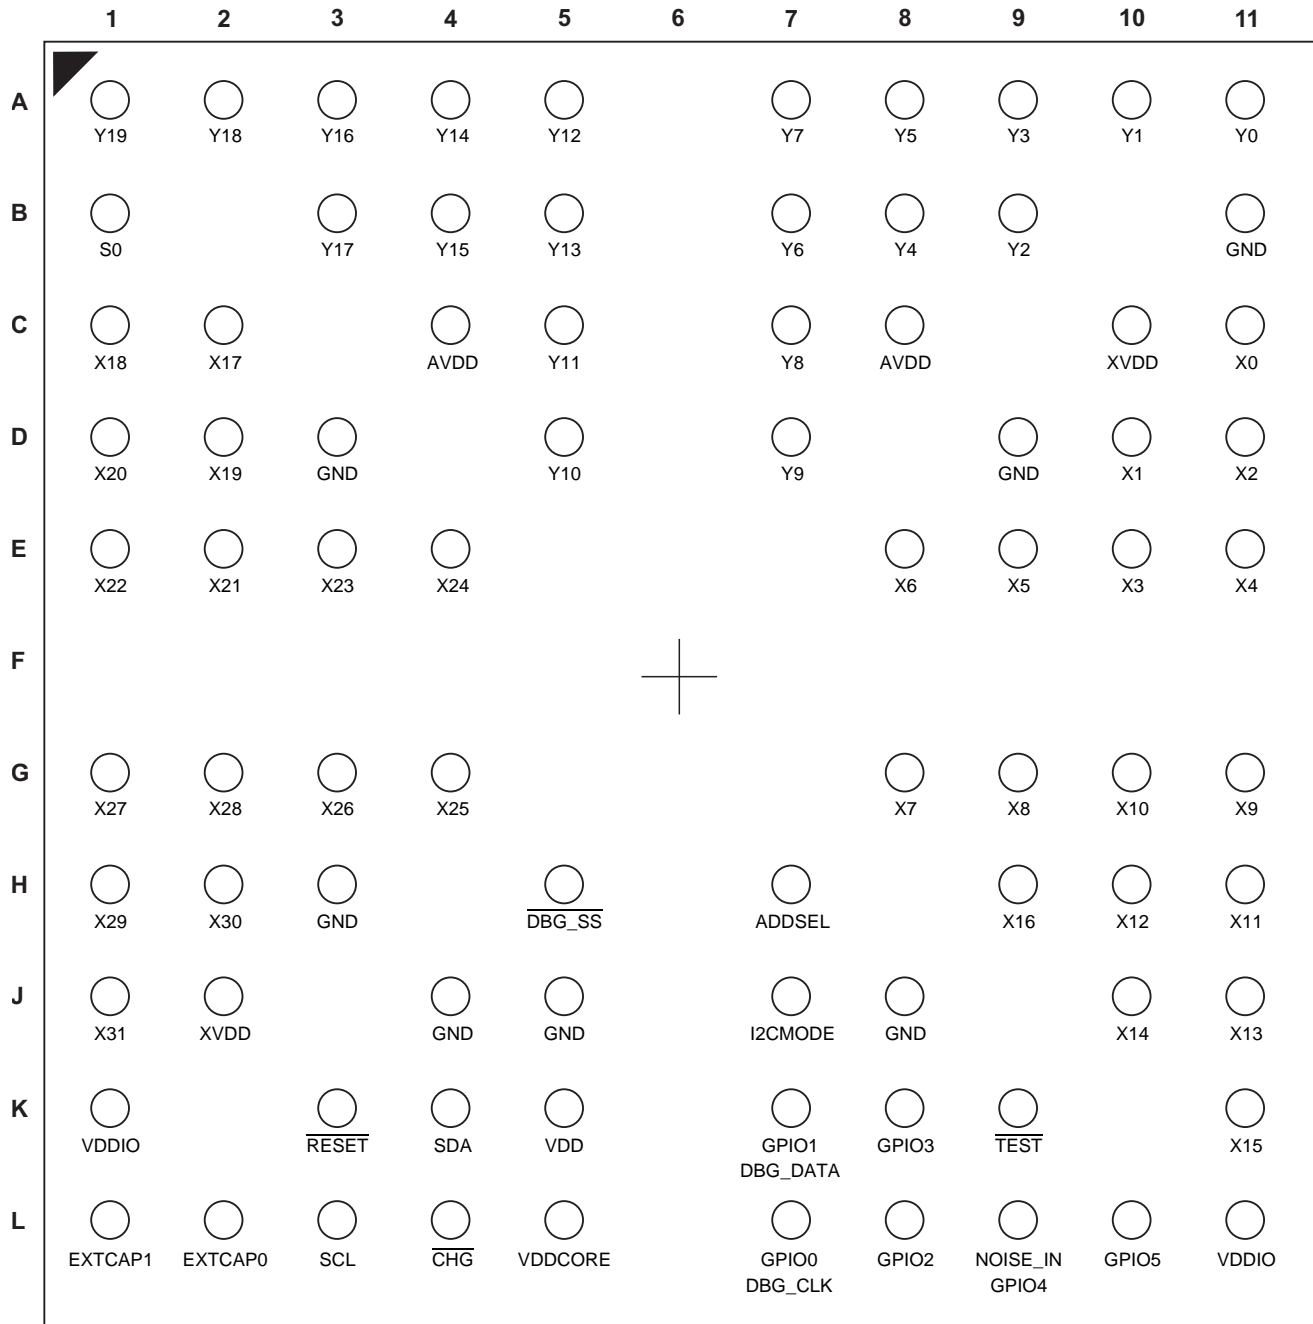 1 2 3 4 5 6 7 8 9 10 11
A
Y19 Y18 Y16 Y14 Y12 Y7 Y5 Y3 Y1 Y0
B
S0 Y17 Y15 Y13 Y6 Y4 Y2 GND
C
X18 X17 AVDD Y11 Y8 AVDD XVDD X0
D
X20 X19 GND Y10 Y9 GND X1 X2
E
X22 X21 X23 X24 X6 X5 X3 X4
F
G
X27 X28 X26 X25 X7 X8 X10 X9
H
X29 X30 GND DBG_SS ADDSEL X16 X12 X11
J
X31 XVDD GND GND I2CMODE GND X14 X13
K
VDDIO RESET SDA VDD GPIO1 GPIO3 TEST X15
DBG_DATA
L
EXTCAP1 EXTCAP0 SCL CHG VDDCORE GPIO0 GPIO2 NOISE_IN GPIO5 VDDIO
DBG_CLK GPIO4